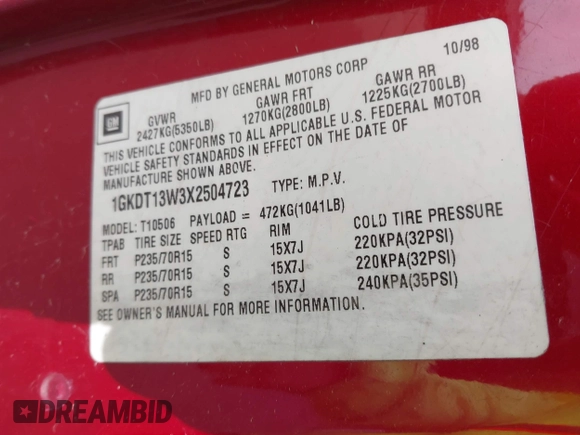 10/98
MFD BY GENERAL MOTORS CORP
GVWR GAWR FRT GAWR RR
2427KG(5350LB) 1270KG(2800LB) 1225KG(2700LB)
GM
THIS VEHICLE CONFORMS TO ALL APPLICABLE U.S. FEDERAL MOTOR
VEHICLE SAFETY STANDARDS IN EFFECT ON THE DATE OF
MANUFACTURE SHOWN ABOVE.
1GKDT13W3X2504723 TYPE: M.P.V.
MODEL: T10506 PAYLOAD = 472KG(1041LB)
TPAB TIRE SIZE SPEED RTG RIM COLD TIRE PRESSURE
FRT P235/70R15 S 15X7J 220KPA(32PSI)
RR P235/70R15 S 15X7J 220KPA(32PSI)
SPA P235/70R15 S 15X7J 240KPA(35PSI)
SEE OWNER'S MANUAL FOR MORE INFORMATION.
DREAMBID